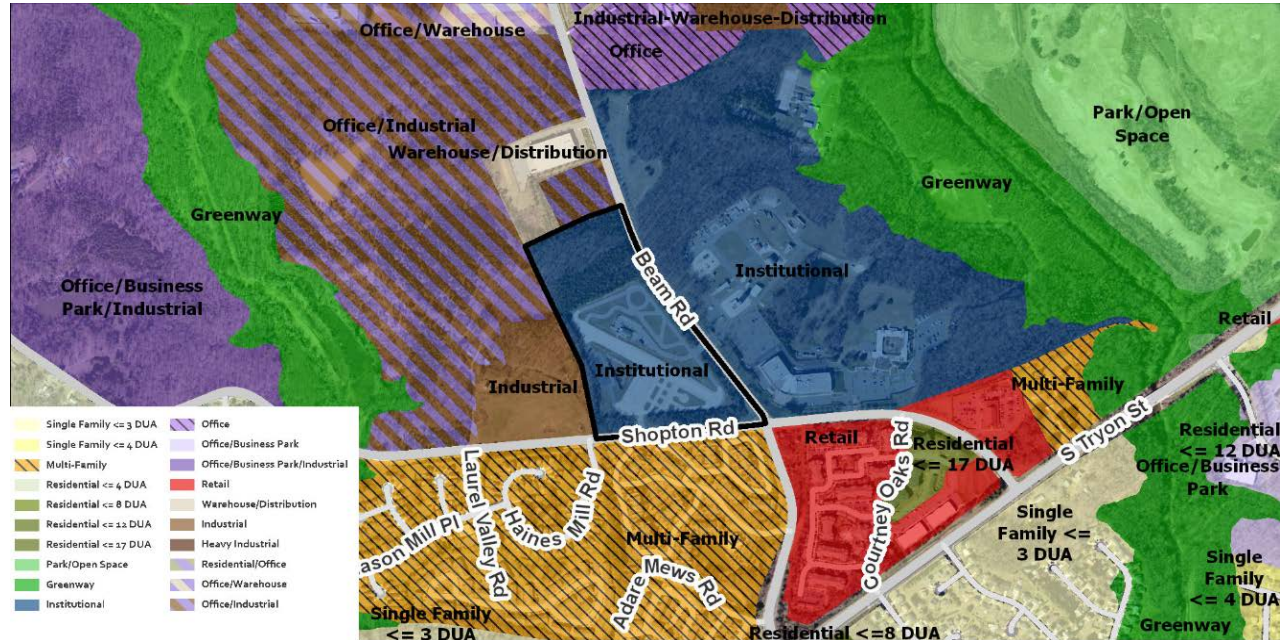 Industrial-Warehouse-Distribution
Office/Warehouse
Office
Park/Open
Space
Office/Industrial
Warehouse/Distribution
Greenway
Greenway
Beam Rd
Institutional
Office/Business
Park/Industrial
Retail
Institutional
Industrial
Multi-Family
S Tryon St
Shopton Rd
Retail
Courtney Oaks Rd
Residential
<= 17 DUA
Residential
<= 12 DUA
Office/Business
Park
Laurel Valley Rd
Haines Mill Rd
ason Mill Pl
Multi-Family
Adare Mews Rd
Single
Family <=
3 DUA
Single
Family
<= 4 DUA
Single Family
<= 3 DUA
Residential <=8 DUA
Greenway
Single Family <= 3 DUA
Single Family <= 4 DUA
Multi-Family
Residential <= 4 DUA
Residential <= 8 DUA
Residential <= 12 DUA
Residential <= 17 DUA
Park/Open Space
Greenway
Institutional
Office
Office/Business Park
Office/Business Park/Industrial
Retail
Warehouse/Distribution
Industrial
Heavy Industrial
Residential/Office
Office/Warehouse
Office/Industrial